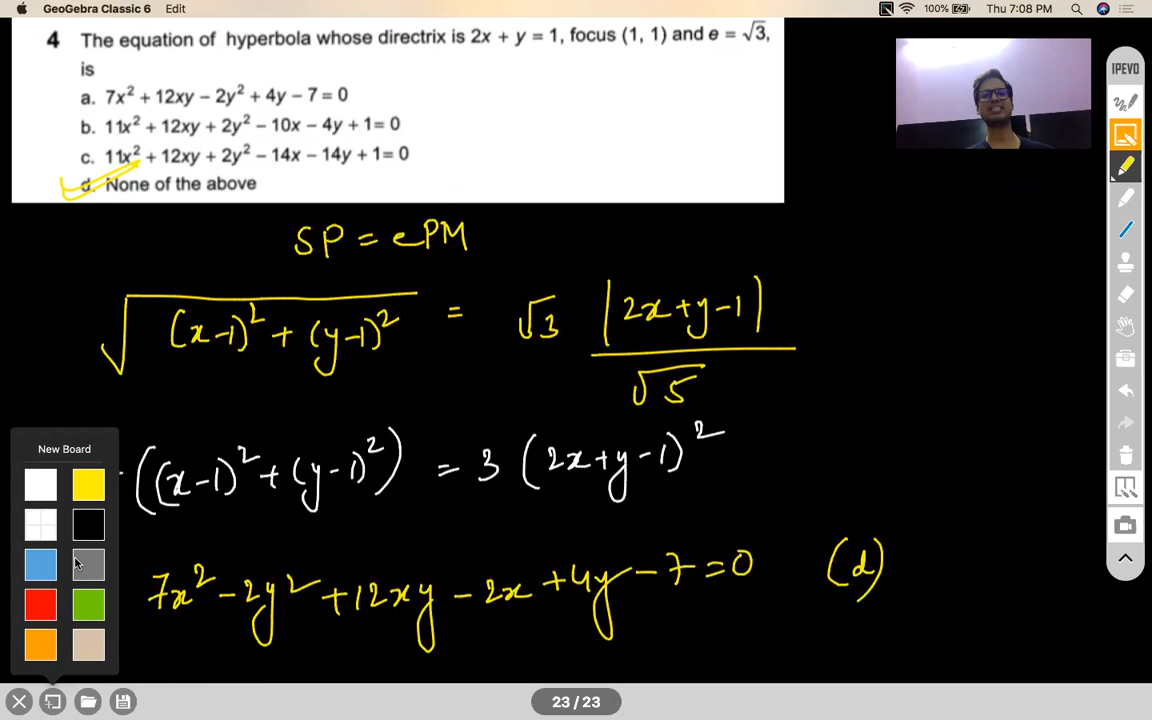 GeoGebra Classic 6 Edit 100% Thu 7:08 PM
4 The equation of hyperbola whose directrix is 2x + y = 1, focus (1, 1) and e = √3,
is
a. 7x² + 12xy – 2y² + 4y – 7 = 0
b. 11x² + 12xy + 2y² – 10x – 4y + 1 = 0
c. 11x² + 12xy + 2y² – 14x – 14y + 1 = 0
d. None of the above
IPEVO
SP = ePM
√(x-1)² + (y-1)² = √3 |2x+y-1|
√5
((x-1)² + (y-1)²) = 3 (2x+y-1)²
New Board
7x² - 2y² + 12xy - 2x + 4y - 7 = 0 (d)
23 / 23